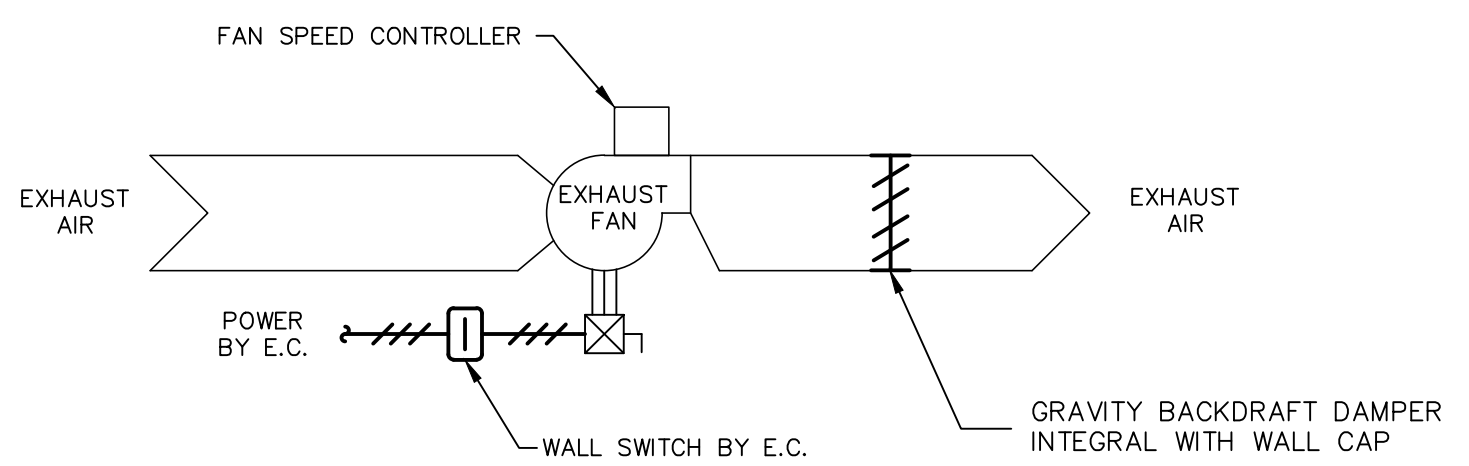 FAN SPEED CONTROLLER
EXHAUST
AIR
EXHAUST
FAN
EXHAUST
AIR
POWER
BY E.C.
WALL SWITCH BY E.C.
GRAVITY BACKDRAFT DAMPER
INTEGRAL WITH WALL CAP